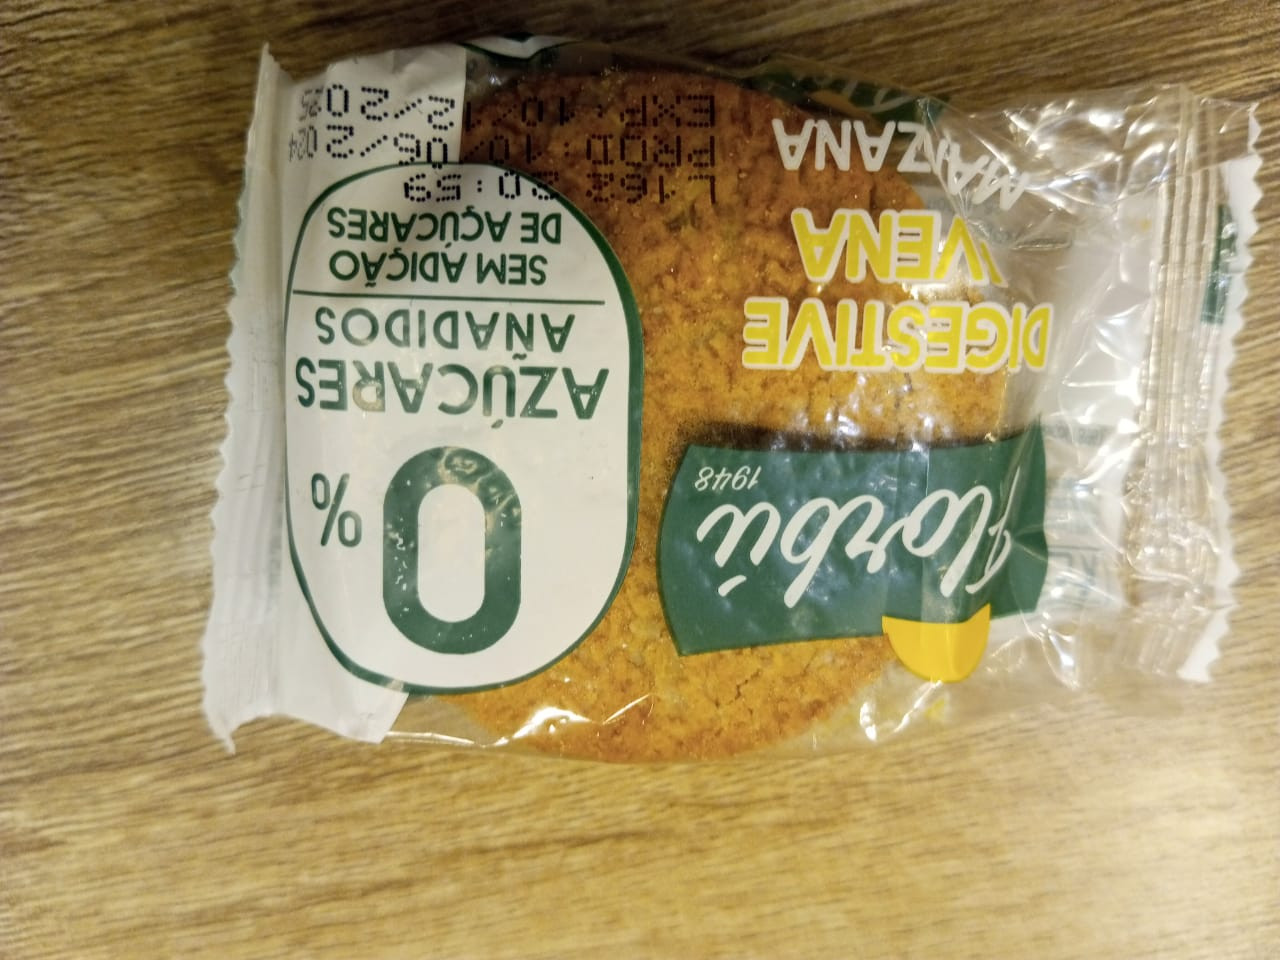 Florbú
1948
DIGESTIVE
AVENA
MANZANA
0%
AZÚCARES
AÑADIDOS
SEM ADIÇÃO
DE AÇÚCARES
L162 20:59
PROD:10/06/2024
EXP:10/12/2025